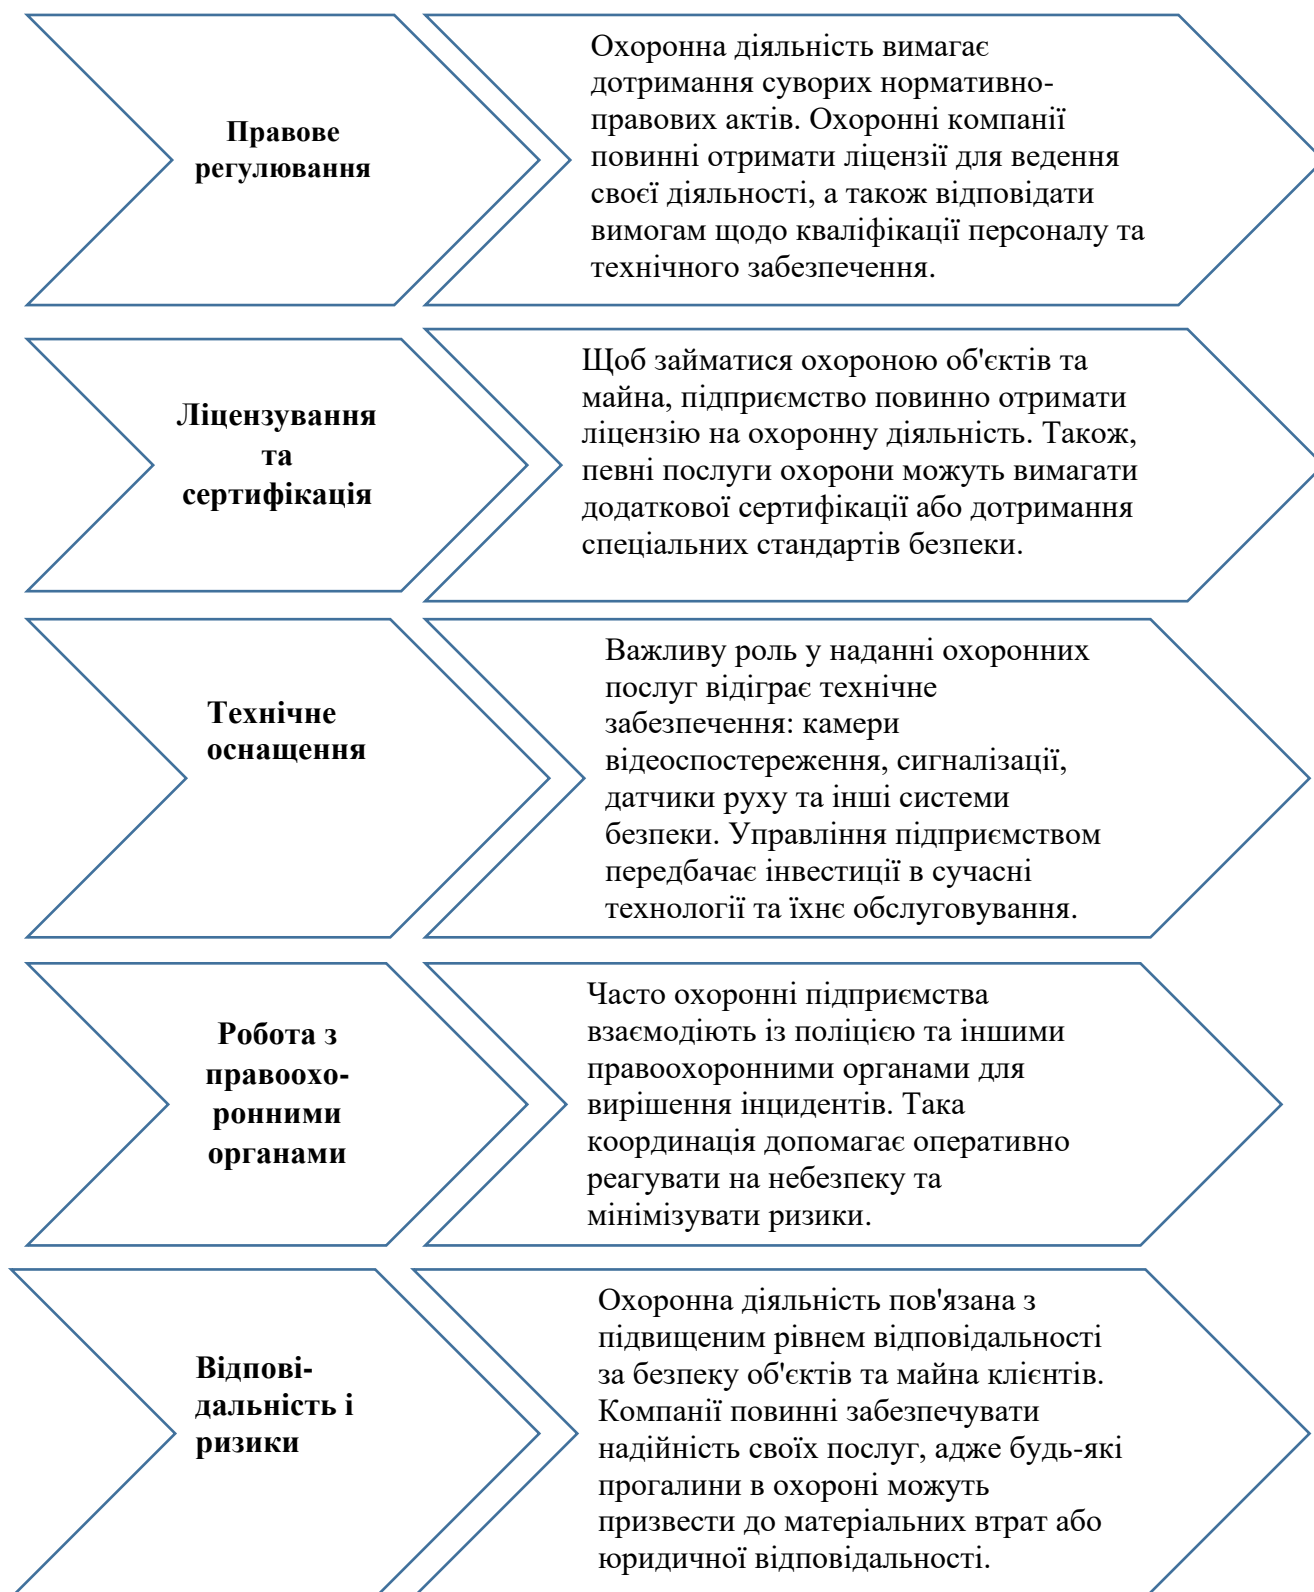 Правове
регулювання
Охоронна діяльність вимагає
дотримання суворих нормативно-
правових актів. Охоронні компанії
повинні отримати ліцензії для ведення
своєї діяльності, а також відповідати
вимогам щодо кваліфікації персоналу та
технічного забезпечення.
Ліцензування
та
сертифікація
Щоб займатися охороною об'єктів та
майна, підприємство повинно отримати
ліцензію на охоронну діяльність. Також,
певні послуги охорони можуть вимагати
додаткової сертифікації або дотримання
спеціальних стандартів безпеки.
Технічне
оснащення
Важливу роль у наданні охоронних
послуг відіграє технічне
забезпечення: камери
відеоспостереження, сигналізації,
датчики руху та інші системи
безпеки. Управління підприємством
передбачає інвестиції в сучасні
технології та їхнє обслуговування.
Робота з
правоохо-
ронними
органами
Часто охоронні підприємства
взаємодіють із поліцією та іншими
правоохоронними органами для
вирішення інцидентів. Така
координація допомагає оперативно
реагувати на небезпеку та
мінімізувати ризики.
Відпові-
дальність і
ризики
Охоронна діяльність пов'язана з
підвищеним рівнем відповідальності
за безпеку об'єктів та майна клієнтів.
Компанії повинні забезпечувати
надійність своїх послуг, адже будь-які
прогалини в охороні можуть
призвести до матеріальних втрат або
юридичної відповідальності.